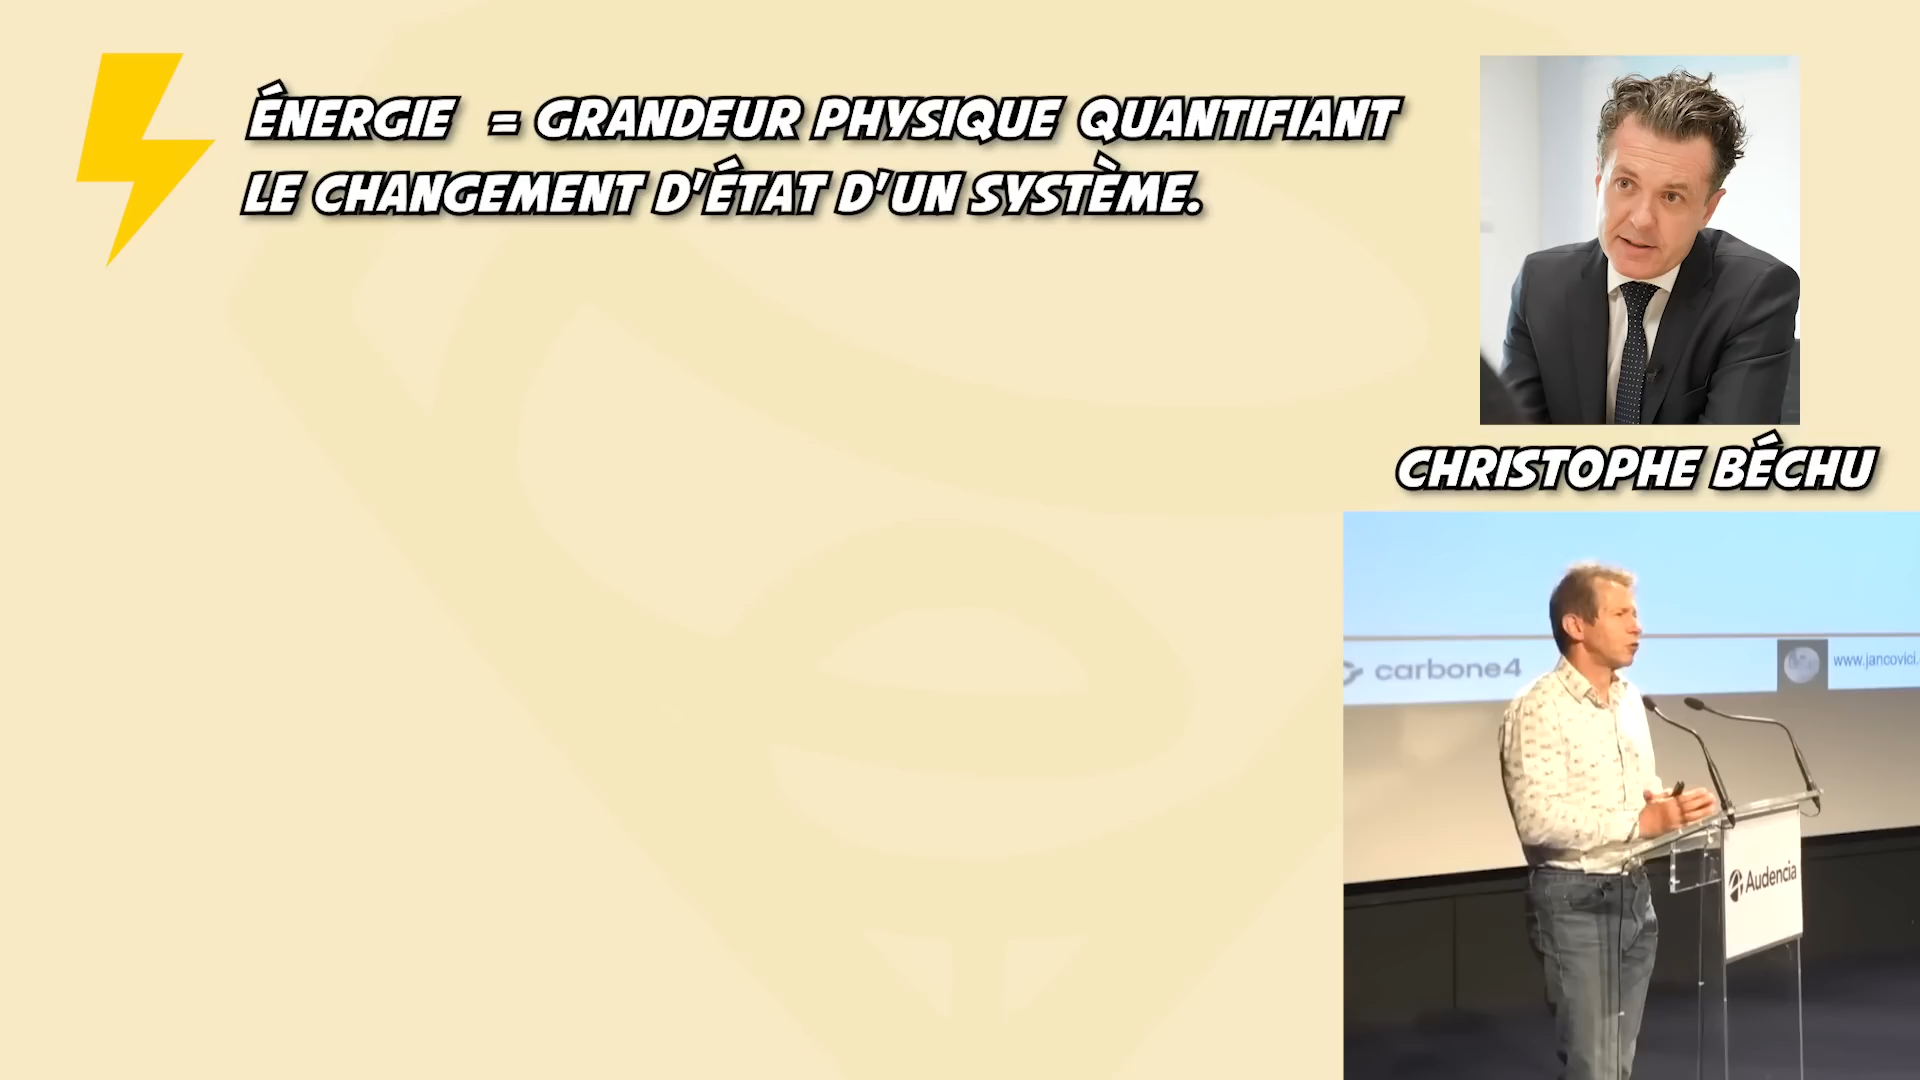 ÉNERGIE = GRANDEUR PHYSIQUE QUANTIFIANT
LE CHANGEMENT D'ÉTAT D'UN SYSTÈME.
CHRISTOPHE BÉCHU
carbone4
www.jancovici.
Audencia